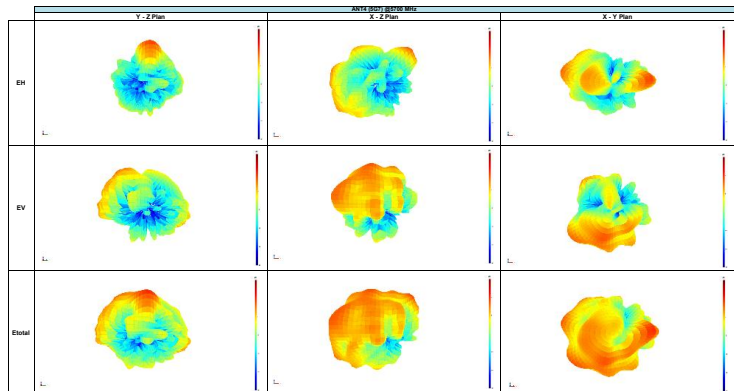 ANT4 (5G7) @5700 MHz
Y - Z Plan X - Z Plan X - Y Plan
EH
EV
Etotal